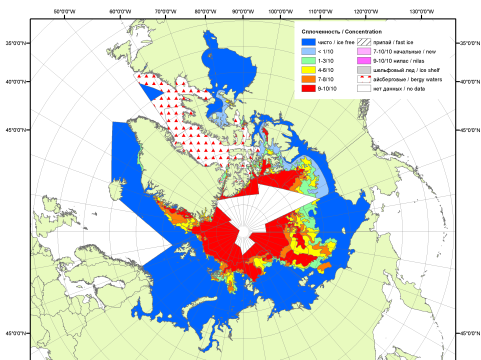 50°0'0"W
60°0'0"W
70°0'0"W
80°0'0"W
90°0'0"W
100°0'0"W
110°0'0"W
120°0'0"W
130°0'0"W
35°0'0"N
40°0'0"N
45°0'0"N
35°0'0"N
40°0'0"N
45°0'0"N
Сплоченность / Concentration
чисто / ice free
< 1/10
1-3/10
4-6/10
7-8/10
9-10/10
припай / fast ice
7-10/10 начальные / new
9-10/10 нилас / nilas
шельфовый лед / ice shelf
айсберговые / bergy waters
нет данных / no data
45°0'0"N
45°0'0"N